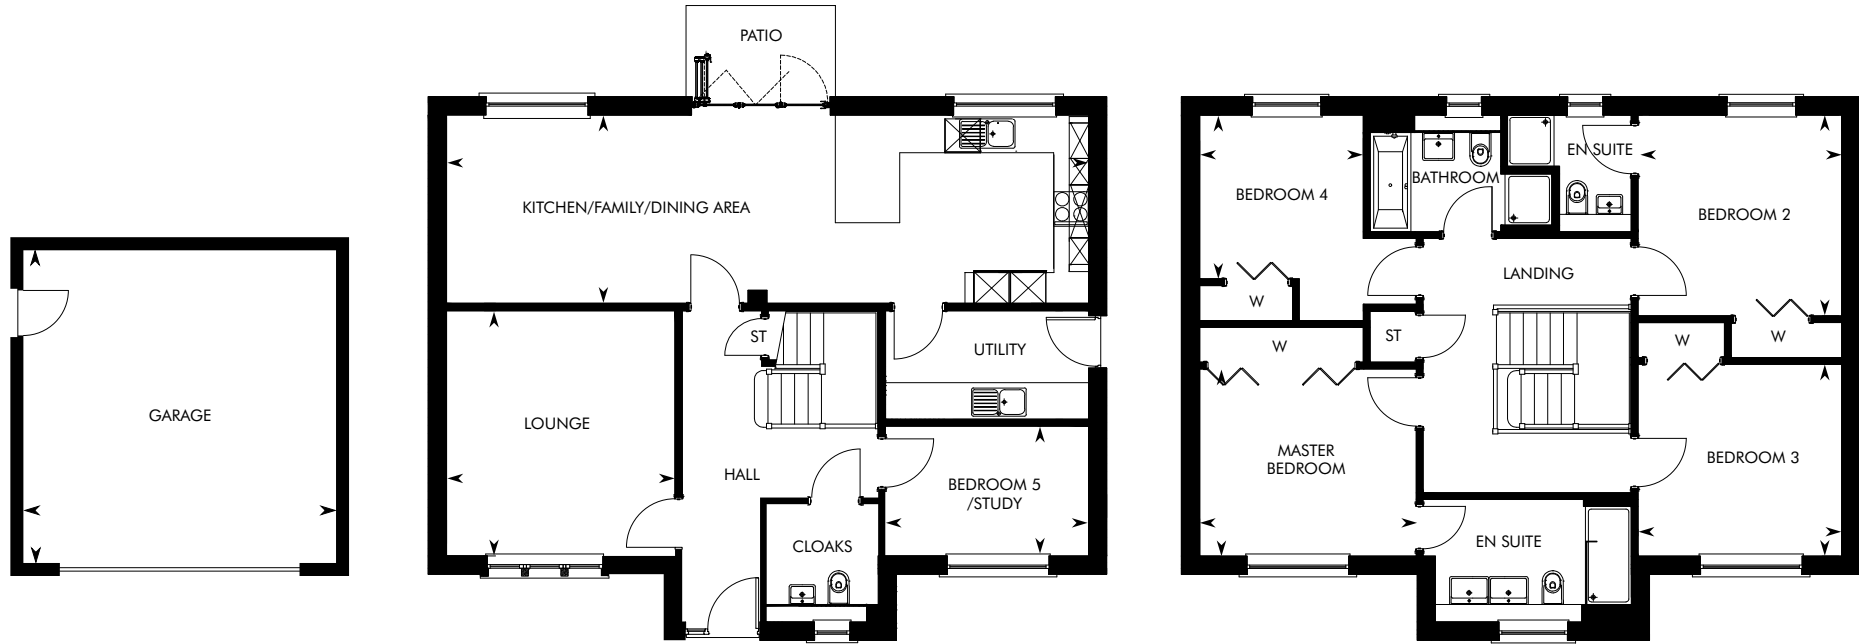 GARAGE
PATIO
KITCHEN/FAMILY/DINING AREA
ST
UTILITY
LOUNGE
HALL
BEDROOM 5
/STUDY
CLOAKS
EN SUITE
BATHROOM
BEDROOM 4
BEDROOM 2
LANDING
W
ST
W
W
W
MASTER
BEDROOM
BEDROOM 3
EN SUITE